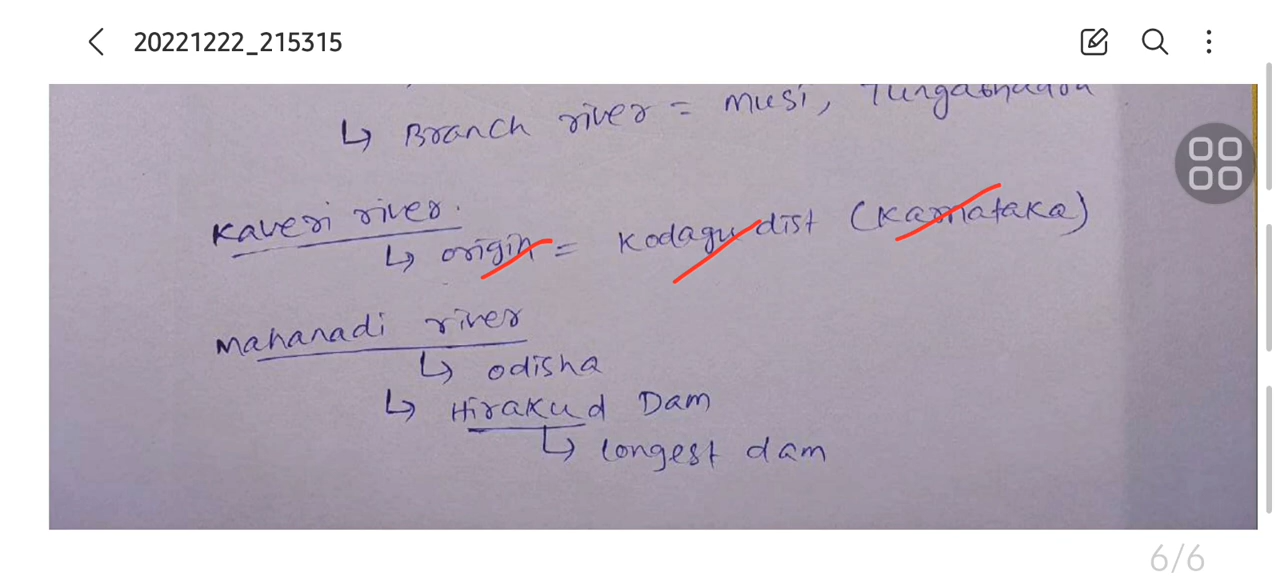 20221222_215315
↳ Branch river = musi, Tungabhadra
Kaveri river.
↳ origin = Kodagu dist (Karnataka)
Mahanadi river
↳ odisha
↳ Hirakud Dam
↳ longest dam
6/6